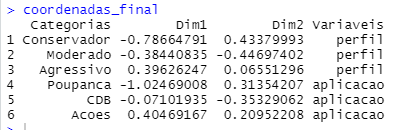 > coordenadas_final
Categorias Dim1 Dim2 Variaveis
1 Conservador -0.78664791 0.43379993 perfil
2 Moderado -0.38440835 -0.44697402 perfil
3 Agressivo 0.39626247 0.06551296 perfil
4 Poupanca -1.02469008 0.31354207 aplicacao
5 CDB -0.07101935 -0.35329062 aplicacao
6 Acoes 0.40469167 0.20952208 aplicacao
>